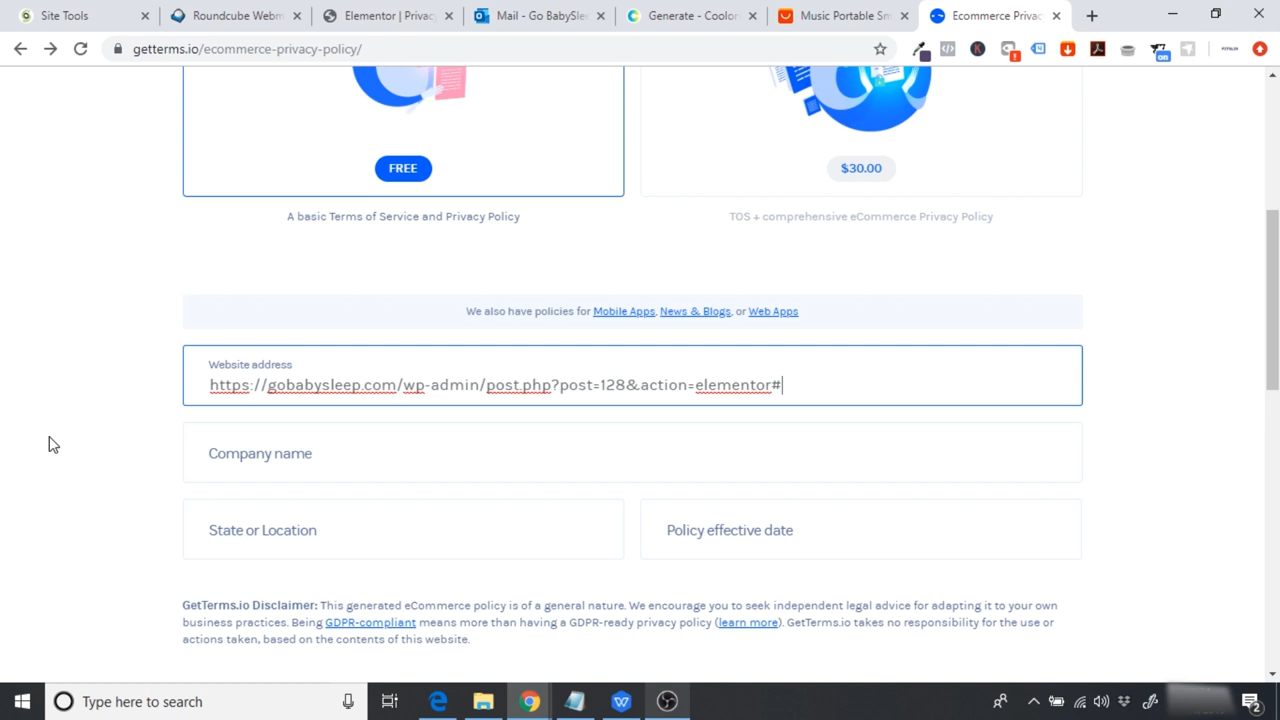 Site Tools
Roundcube Webm
Elementor | Privac
Mail - Go BabySlee
Generate - Coolor
Music Portable Sm
Ecommerce Privac
getterms.io/ecommerce-privacy-policy/
on
FREE
$30.00
A basic Terms of Service and Privacy Policy
TOS + comprehensive eCommerce Privacy Policy
We also have policies for Mobile Apps, News & Blogs, or Web Apps
Website address
https://gobabysleep.com/wp-admin/post.php?post=128&action=elementor#
Company name
State or Location
Policy effective date
GetTerms.io Disclaimer: This generated eCommerce policy is of a general nature. We encourage you to seek independent legal advice for adapting it to your own
business practices. Being GDPR-compliant means more than having a GDPR-ready privacy policy (learn more). GetTerms.io takes no responsibility for the use or
actions taken, based on the contents of this website.
Type here to search
2